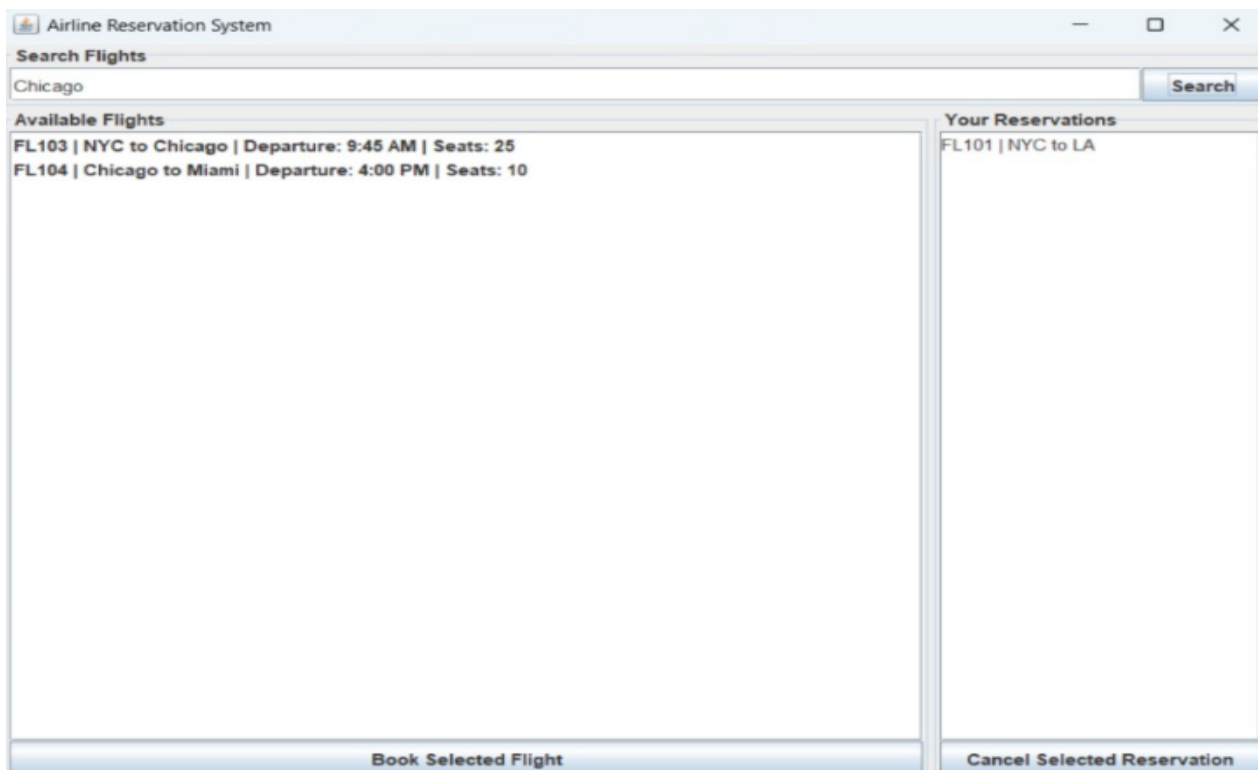 Airline Reservation System
Search Flights
Chicago
Search
Available Flights
FL103 | NYC to Chicago | Departure: 9:45 AM | Seats: 25
FL104 | Chicago to Miami | Departure: 4:00 PM | Seats: 10
Your Reservations
FL101 | NYC to LA
Book Selected Flight
Cancel Selected Reservation